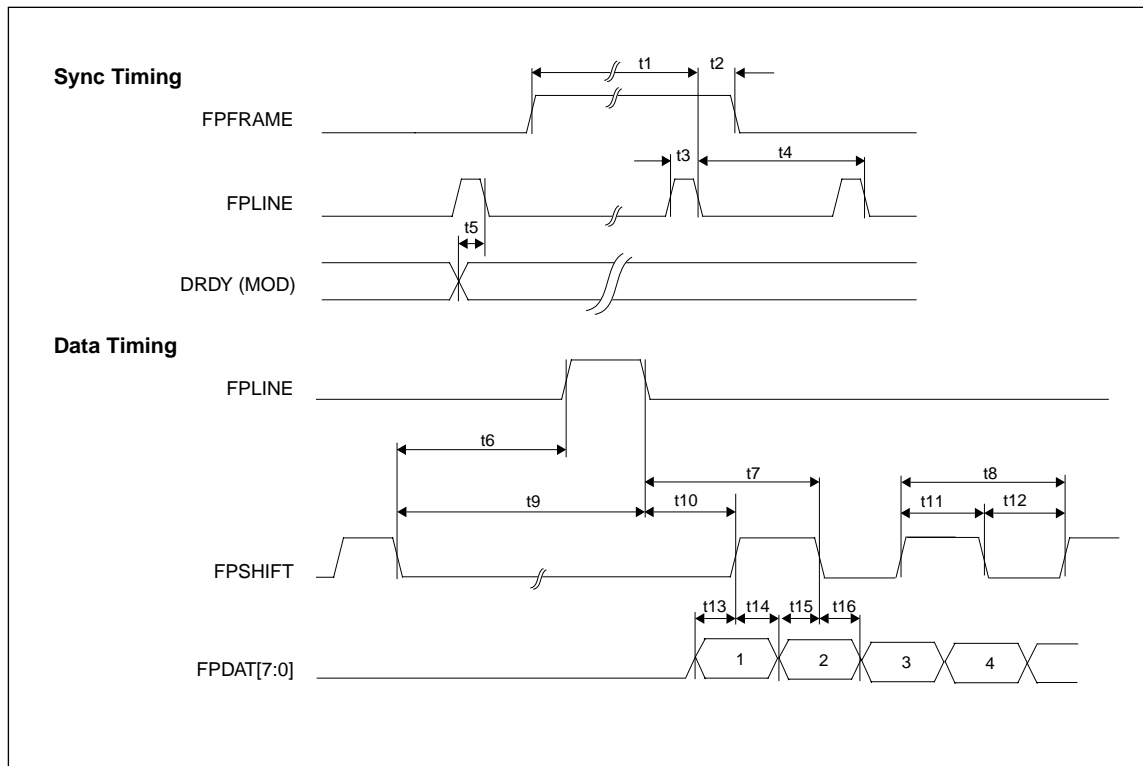 Sync Timing
t1
t2
FPFRAME
t3
t4
FPLINE
t5
DRDY (MOD)
Data Timing
FPLINE
t6
t7
t8
t9
t10
t11
t12
FPSHIFT
t13
t14
t15
t16
FPDAT[7:0]
1
2
3
4